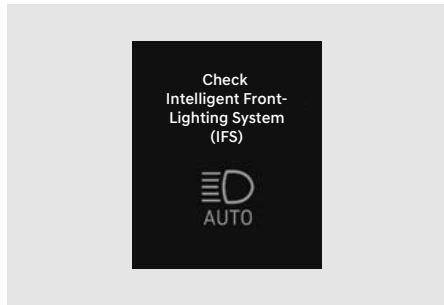 Check
Intelligent Front-
Lighting System
(IFS)
AUTO